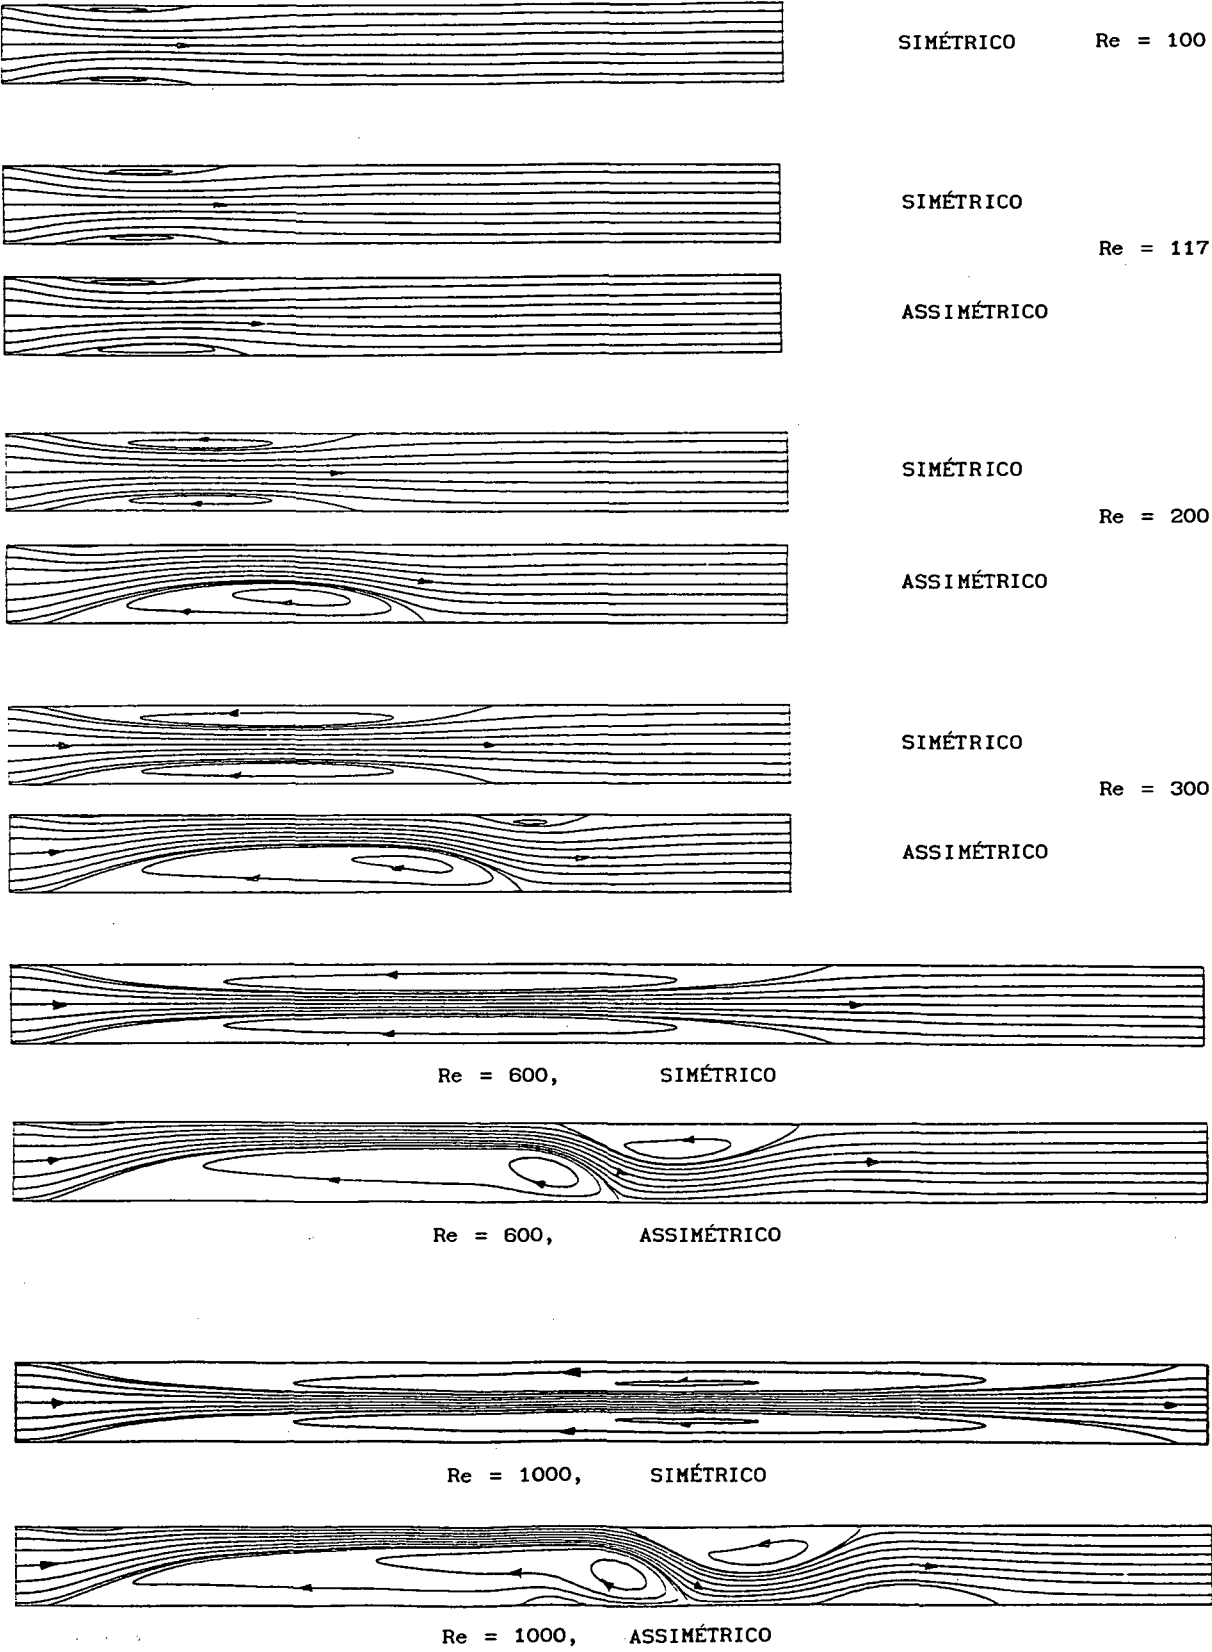 SIMÉTRICO Re = 100
SIMÉTRICO
Re = 117
ASSIMÉTRICO
SIMÉTRICO
Re = 200
ASSIMÉTRICO
SIMÉTRICO
Re = 300
ASSIMÉTRICO
Re = 600, SIMÉTRICO
Re = 600, ASSIMÉTRICO
Re = 1000, SIMÉTRICO
Re = 1000, ASSIMÉTRICO